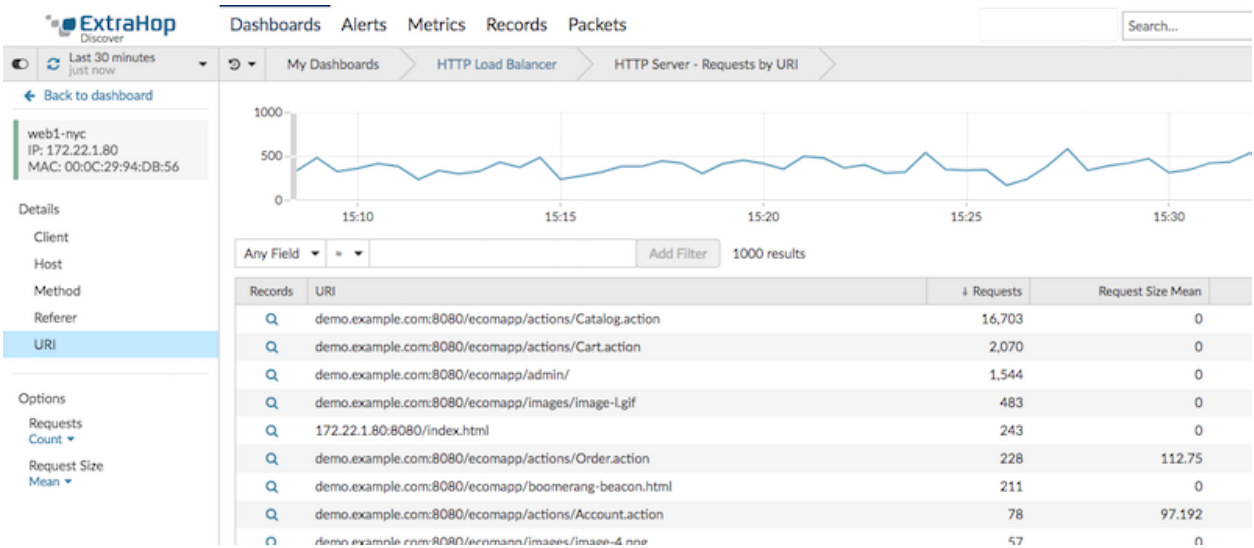 ExtraHop
Discover
Dashboards Alerts Metrics Records Packets
Search...
Last 30 minutes
just now
My Dashboards HTTP Load Balancer HTTP Server - Requests by URI
Back to dashboard
web1-nyc
IP: 172.22.1.80
MAC: 00:0C:29:94:DB:56
Details
Client
Host
Method
Referer
URI
Options
Requests
Count
Request Size
Mean
1000
500
0
15:10 15:15 15:20 15:25 15:30
Any Field ≈ Add Filter 1000 results
Records URI ↓ Requests Request Size Mean
demo.example.com:8080/ecomapp/actions/Catalog.action 16,703 0
demo.example.com:8080/ecomapp/actions/Cart.action 2,070 0
demo.example.com:8080/ecomapp/admin/ 1,544 0
demo.example.com:8080/ecomapp/images/image-l.gif 483 0
172.22.1.80:8080/index.html 243 0
demo.example.com:8080/ecomapp/actions/Order.action 228 112.75
demo.example.com:8080/ecomapp/boomerang-beacon.html 211 0
demo.example.com:8080/ecomapp/actions/Account.action 78 97.192
demo.example.com:8080/ecomapp/images/image-4.png 57 0